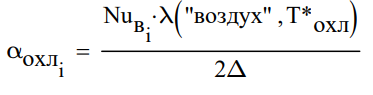 α_охл_i = Nu_в_i·λ("воздух" ,T*_охл) / 2Δ